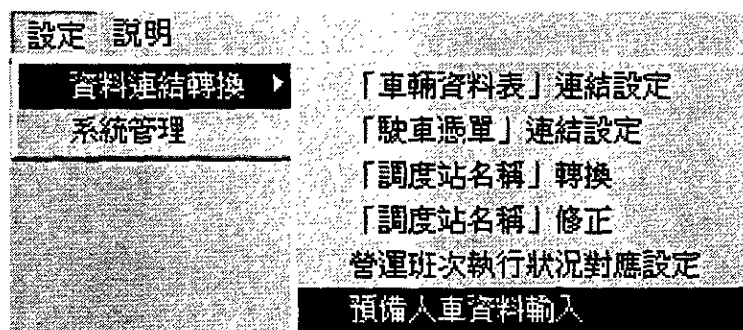 設定 說明
資料連結轉換
系統管理
「車輛資料表」連結設定
「駛車憑單」連結設定
「調度站名稱」轉換
「調度站名稱」修正
營運班次執行狀況對應設定
預備人車資料輸入